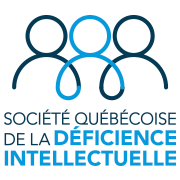 SOCIÉTÉ QUÉBÉCOISE
DE LA DÉFICIENCE
INTELLECTUELLE